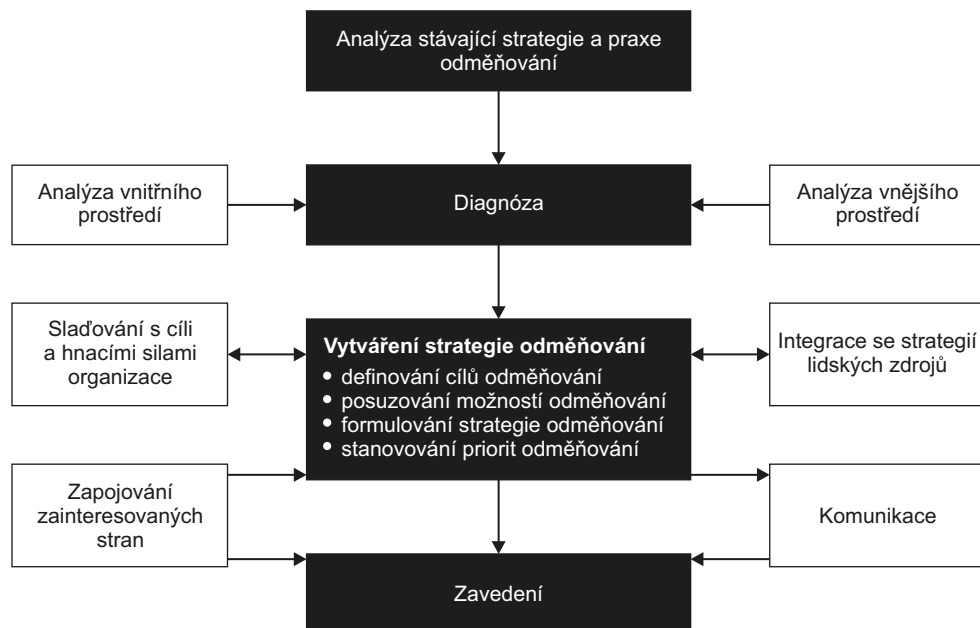 Analýza stávající strategie a praxe
odměňování
Analýza vnitřního
prostředí
Diagnóza
Analýza vnějšího
prostředí
Slaďování s cíli
a hnacími silami
organizace
Vytváření strategie odměňování
• definování cílů odměňování
• posuzování možností odměňování
• formulování strategie odměňování
• stanovování priorit odměňování
Integrace se strategií
lidských zdrojů
Zapojování
zainteresovaných
stran
Komunikace
Zavedení